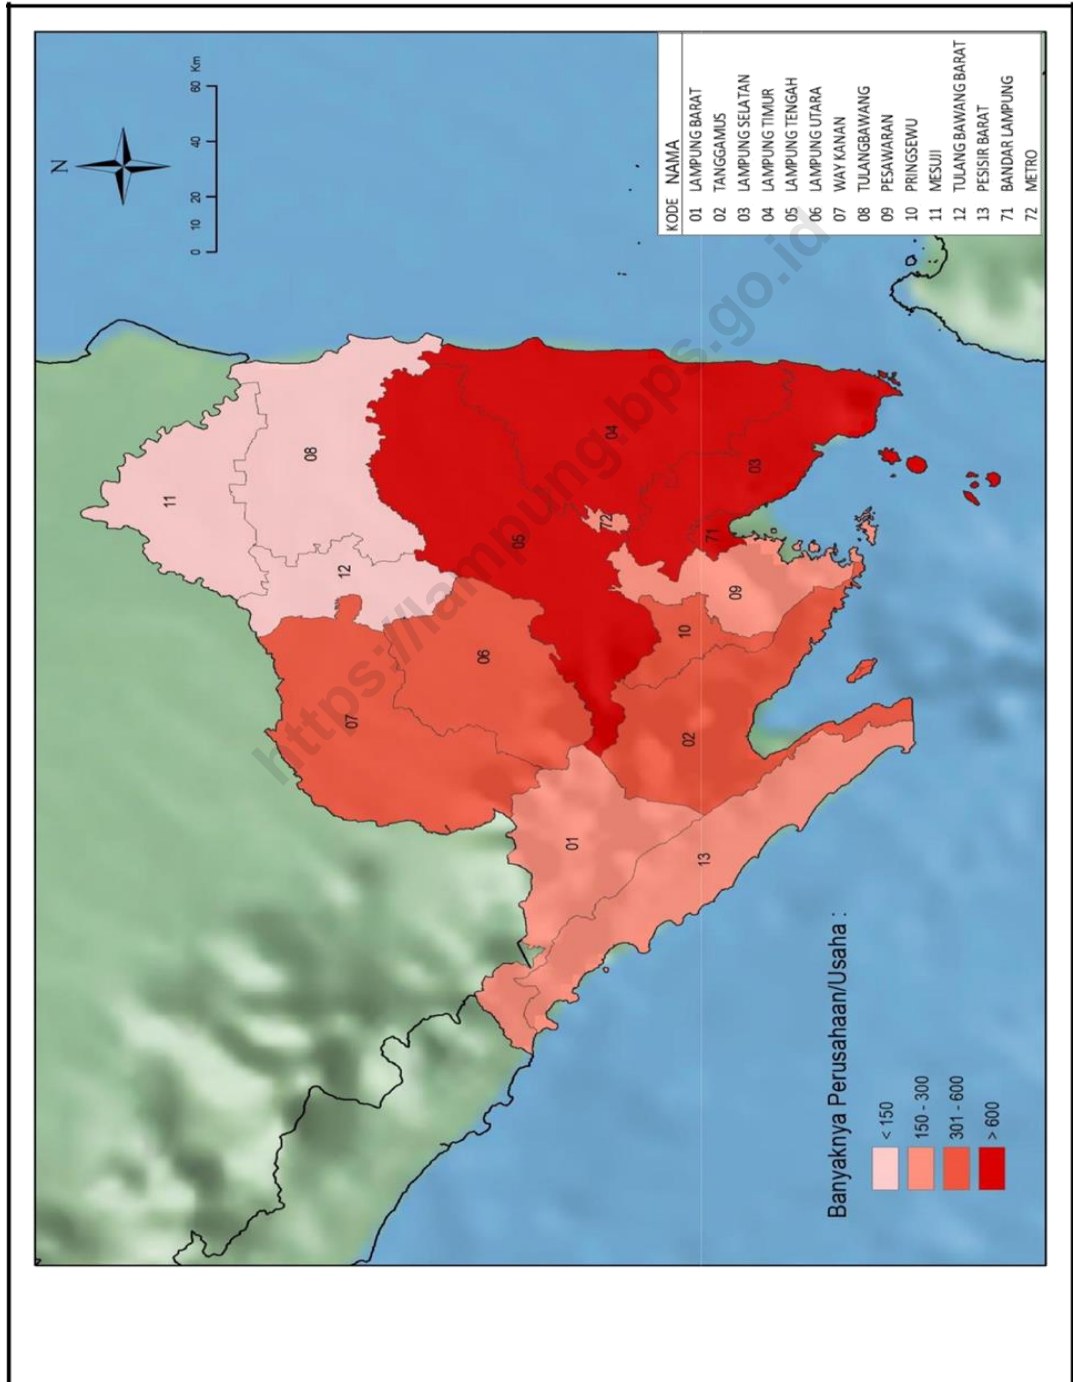 N
0 10 20 40 60 Km
11
08
12
07
06
05
04
03
72
71
10
09
02
01
13
KODE NAMA
01 LAMPUNG BARAT
02 TANGGAMUS
03 LAMPUNG SELATAN
04 LAMPUNG TIMUR
05 LAMPUNG TENGAH
06 LAMPUNG UTARA
07 WAY KANAN
08 TULANGBAWANG
09 PESAWARAN
10 PRINGSEWU
11 MESUJI
12 TULANG BAWANG BARAT
13 PESISIR BARAT
71 BANDAR LAMPUNG
72 METRO
Banyaknya Perusahaan/Usaha :
< 150
150 - 300
301 - 600
> 600
https://lampung.bps.go.id